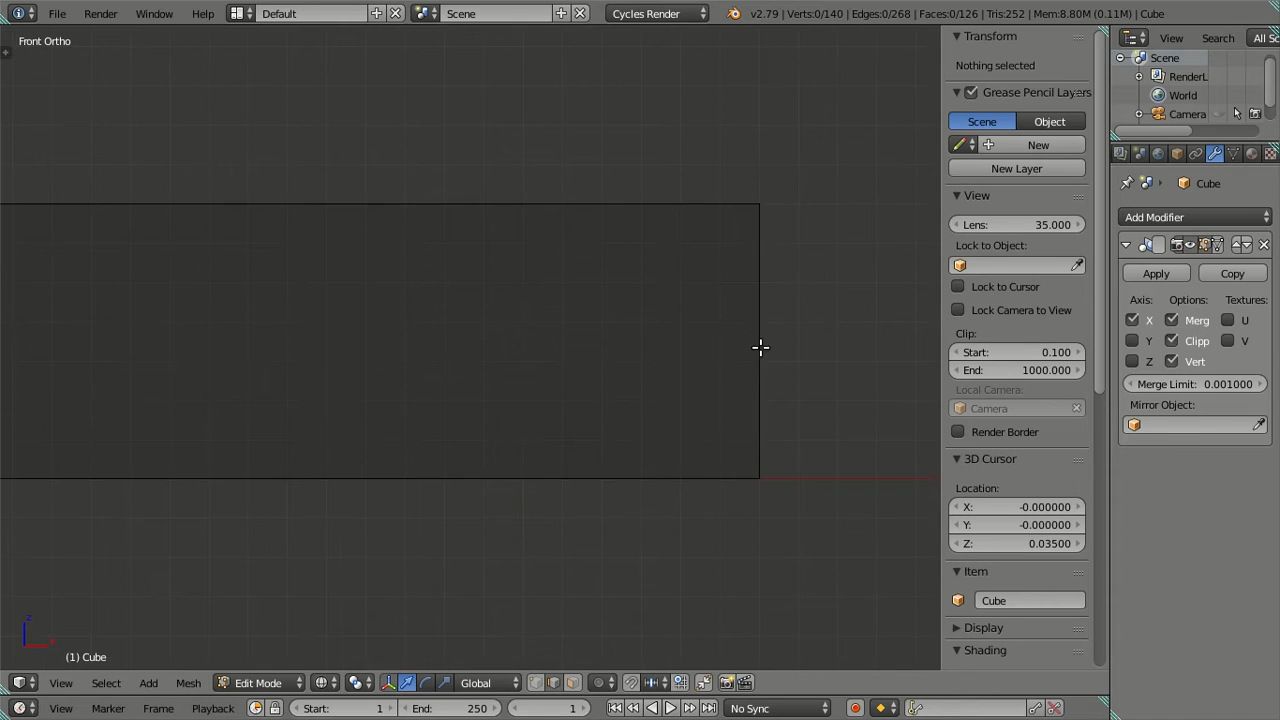 File Render Window Help Default Scene Cycles Render v2.79 | Verts:0/140 | Edges:0/268 | Faces:0/126 | Tris:252 | Mem:8.80M (0.11M) | Cube
Front Ortho
(1) Cube
z
x
Transform
Nothing selected
Grease Pencil Layers
Scene Object
New
New Layer
View
Lens: 35.000
Lock to Object:
Lock to Cursor
Lock Camera to View
Clip:
Start: 0.100
End: 1000.000
Local Camera:
Camera
Render Border
3D Cursor
Location:
X: -0.000000
Y: -0.000000
Z: 0.03500
Item
Cube
Display
Shading
View Search All Sc
Scene
RenderL
World
Camera
Cube
Add Modifier
Apply Copy
Axis: Options: Textures:
X Merg U
Y Clipp V
Z Vert
Merge Limit: 0.001000
Mirror Object:
View Select Add Mesh Edit Mode Global
View Marker Frame Playback Start: 1 End: 250 1 No Sync